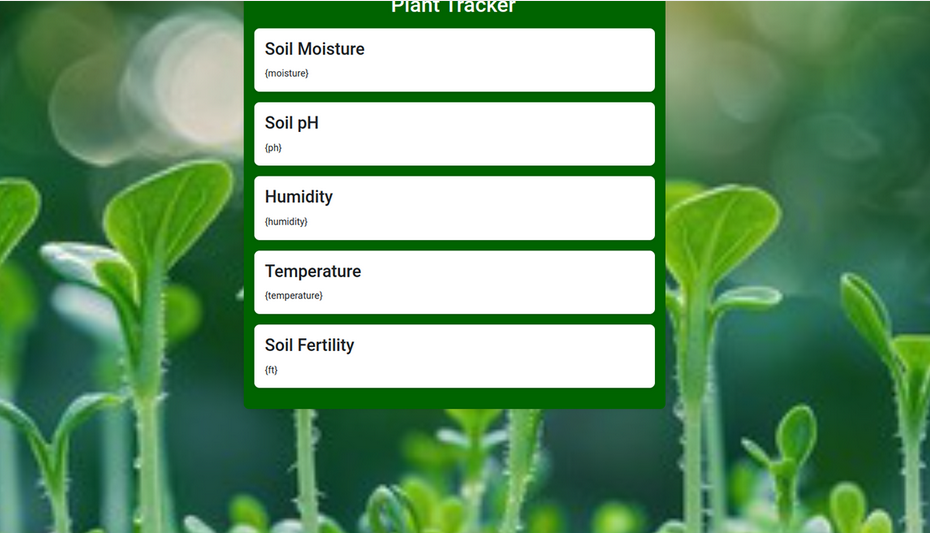 Plant Tracker
Soil Moisture
{moisture}
Soil pH
{ph}
Humidity
{humidity}
Temperature
{temperature}
Soil Fertility
{ft}